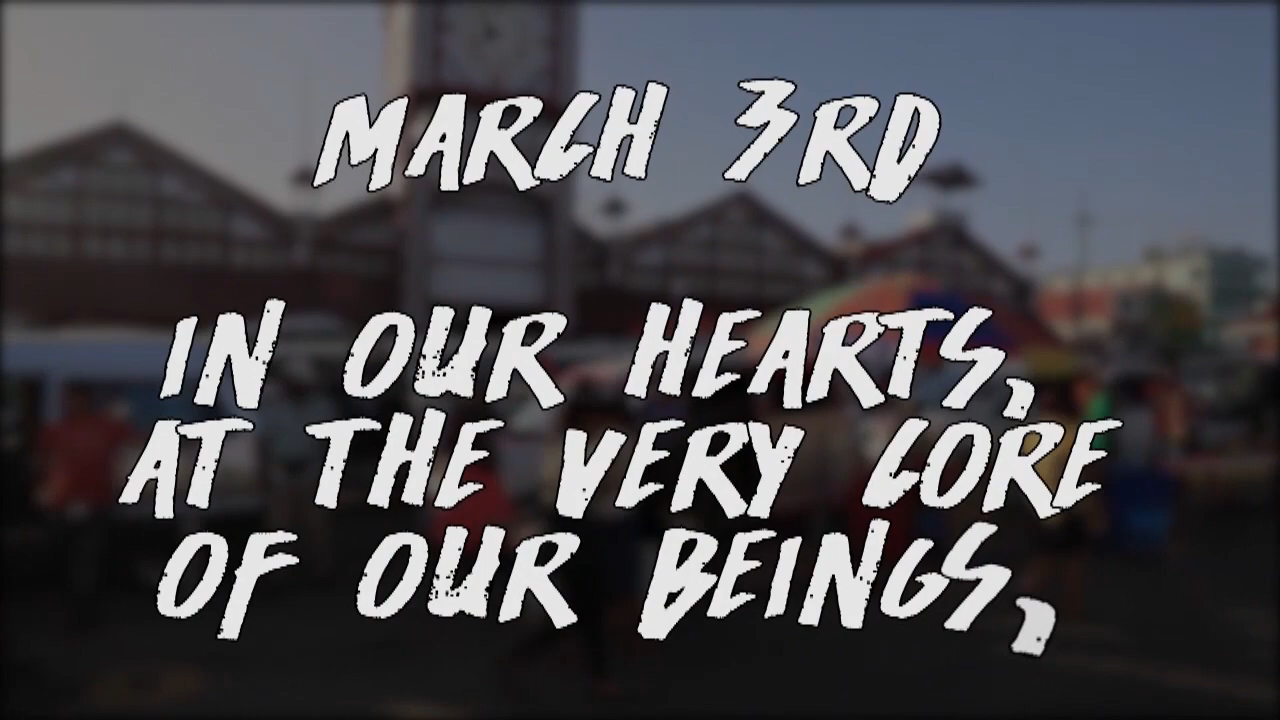 MARCH 3RD
IN OUR HEARTS,
AT THE VERY CORE
OF OUR BEINGS,